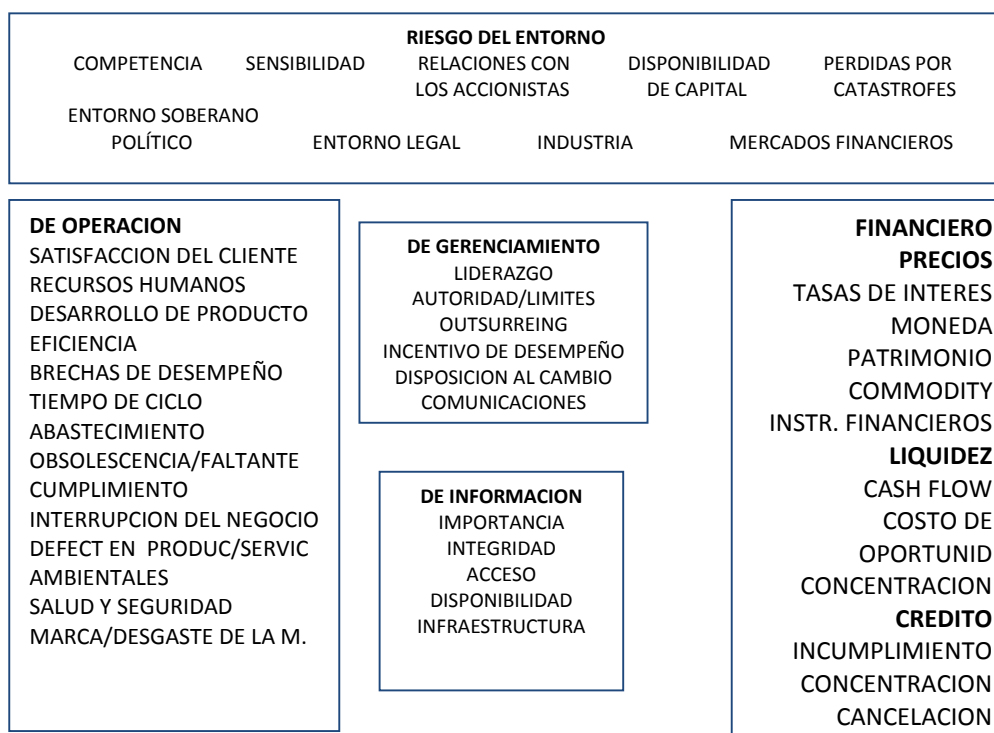 RIESGO DEL ENTORNO
COMPETENCIA SENSIBILIDAD RELACIONES CON DISPONIBILIDAD PERDIDAS POR
LOS ACCIONISTAS DE CAPITAL CATASTROFES
ENTORNO SOBERANO
POLÍTICO ENTORNO LEGAL INDUSTRIA MERCADOS FINANCIEROS
DE OPERACION
SATISFACCION DEL CLIENTE
RECURSOS HUMANOS
DESARROLLO DE PRODUCTO
EFICIENCIA
BRECHAS DE DESEMPEÑO
TIEMPO DE CICLO
ABASTECIMIENTO
OBSOLESCENCIA/FALTANTE
CUMPLIMIENTO
INTERRUPCION DEL NEGOCIO
DEFECT EN PRODUC/SERVIC
AMBIENTALES
SALUD Y SEGURIDAD
MARCA/DESGASTE DE LA M.
DE GERENCIAMIENTO
LIDERAZGO
AUTORIDAD/LIMITES
OUTSURREING
INCENTIVO DE DESEMPEÑO
DISPOSICION AL CAMBIO
COMUNICACIONES
DE INFORMACION
IMPORTANCIA
INTEGRIDAD
ACCESO
DISPONIBILIDAD
INFRAESTRUCTURA
FINANCIERO
PRECIOS
TASAS DE INTERES
MONEDA
PATRIMONIO
COMMODITY
INSTR. FINANCIEROS
LIQUIDEZ
CASH FLOW
COSTO DE
OPORTUNID
CONCENTRACION
CREDITO
INCUMPLIMIENTO
CONCENTRACION
CANCELACION